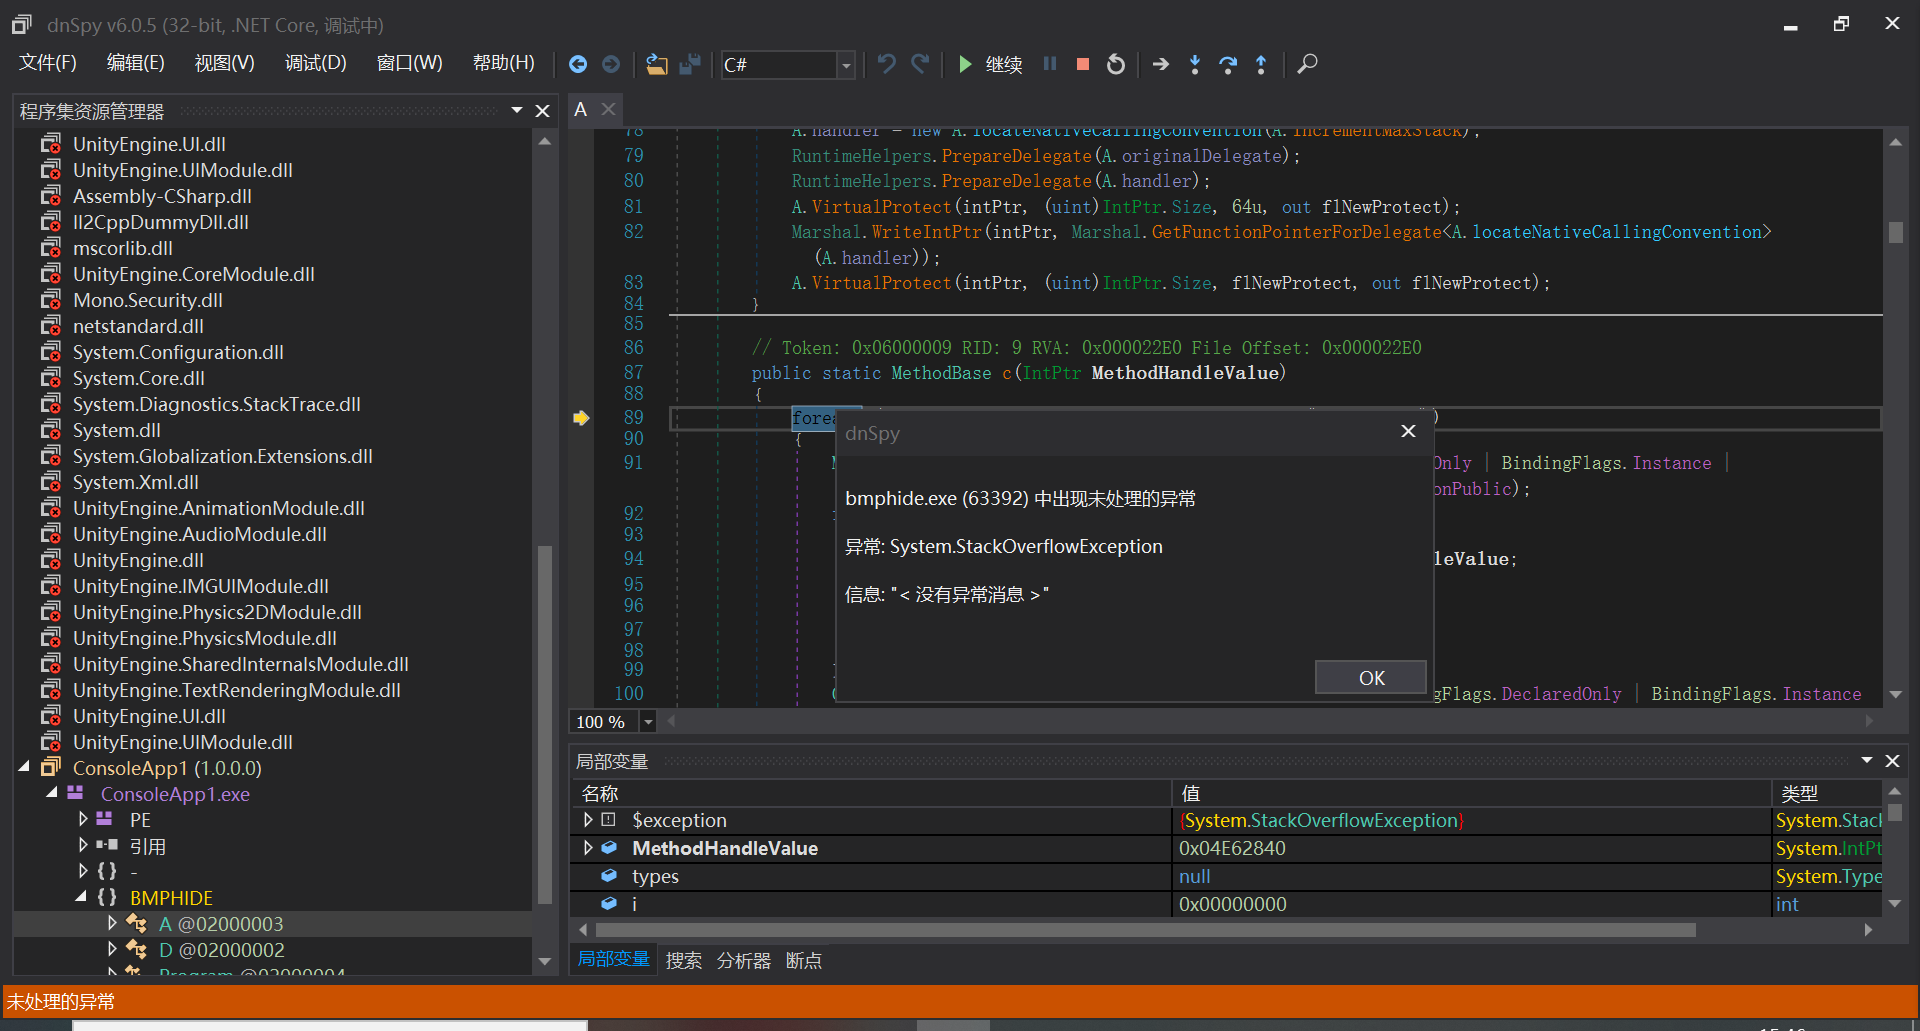 dnSpy v6.0.5 (32-bit, .NET Core, 调试中)
文件(F) 编辑(E) 视图(V) 调试(D) 窗口(W) 帮助(H) C# 继续
程序集资源管理器
UnityEngine.UI.dll
UnityEngine.UIModule.dll
Assembly-CSharp.dll
Il2CppDummyDll.dll
mscorlib.dll
UnityEngine.CoreModule.dll
Mono.Security.dll
netstandard.dll
System.Configuration.dll
System.Core.dll
System.Diagnostics.StackTrace.dll
System.dll
System.Globalization.Extensions.dll
System.Xml.dll
UnityEngine.AnimationModule.dll
UnityEngine.AudioModule.dll
UnityEngine.dll
UnityEngine.IMGUIModule.dll
UnityEngine.Physics2DModule.dll
UnityEngine.PhysicsModule.dll
UnityEngine.SharedInternalsModule.dll
UnityEngine.TextRenderingModule.dll
UnityEngine.UI.dll
UnityEngine.UIModule.dll
ConsoleApp1 (1.0.0.0)
ConsoleApp1.exe
PE
引用
{ } -
{ } BMPHIDE
A @02000003
D @02000002
Program @02000004
A
78 A.handler = new A.locateNativeCallingConvention(A.IncrementMaxStack);
79 RuntimeHelpers.PrepareDelegate(A.originalDelegate);
80 RuntimeHelpers.PrepareDelegate(A.handler);
81 A.VirtualProtect(intPtr, (uint)IntPtr.Size, 64u, out flNewProtect);
82 Marshal.WriteIntPtr(intPtr, Marshal.GetFunctionPointerForDelegate<A.locateNativeCallingConvention>
(A.handler));
83 A.VirtualProtect(intPtr, (uint)IntPtr.Size, flNewProtect, out flNewProtect);
84 }
85
86 // Token: 0x06000009 RID: 9 RVA: 0x000022E0 File Offset: 0x000022E0
87 public static MethodBase c(IntPtr MethodHandleValue)
88 {
89 forea )
90 {
91 Only | BindingFlags.Instance |
onPublic);
92
93
94 leValue;
95
96
97
98
99
100 gFlags.DeclaredOnly | BindingFlags.Instance
dnSpy
bmphide.exe (63392) 中出现未处理的异常
异常: System.StackOverflowException
信息: "< 没有异常消息 >"
OK
100 %
局部变量
名称 值 类型
$exception {System.StackOverflowException} System.Stack
MethodHandleValue 0x04E62840 System.IntPt
types null System.Type
i 0x00000000 int
局部变量 搜索 分析器 断点
未处理的异常